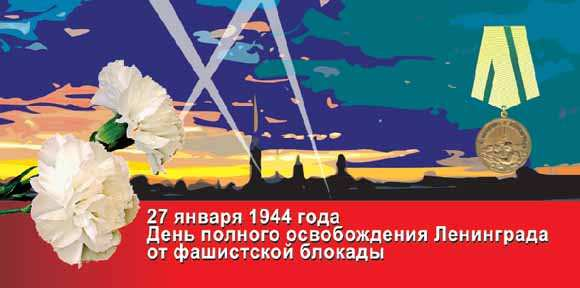 27 января 1944 года
День полного освобождения Ленинграда
от фашистской блокады